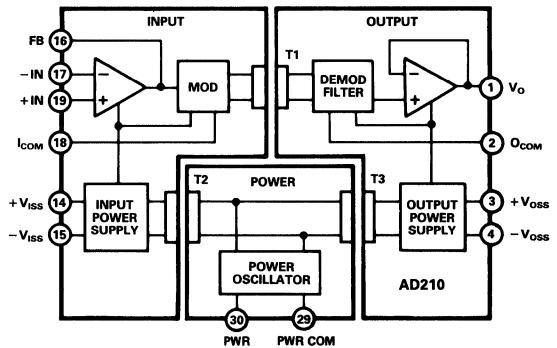 INPUT
OUTPUT
FB 16
T1
-IN 17
- +
MOD
DEMOD
FILTER
- +
1 VO
+IN 19
ICOM 18
2 OCOM
T2
POWER
T3
+VISS 14
INPUT
POWER
SUPPLY
OUTPUT
POWER
SUPPLY
3 +VOSS
-VISS 15
4 -VOSS
POWER
OSCILLATOR
AD210
30
29
PWR
PWR COM